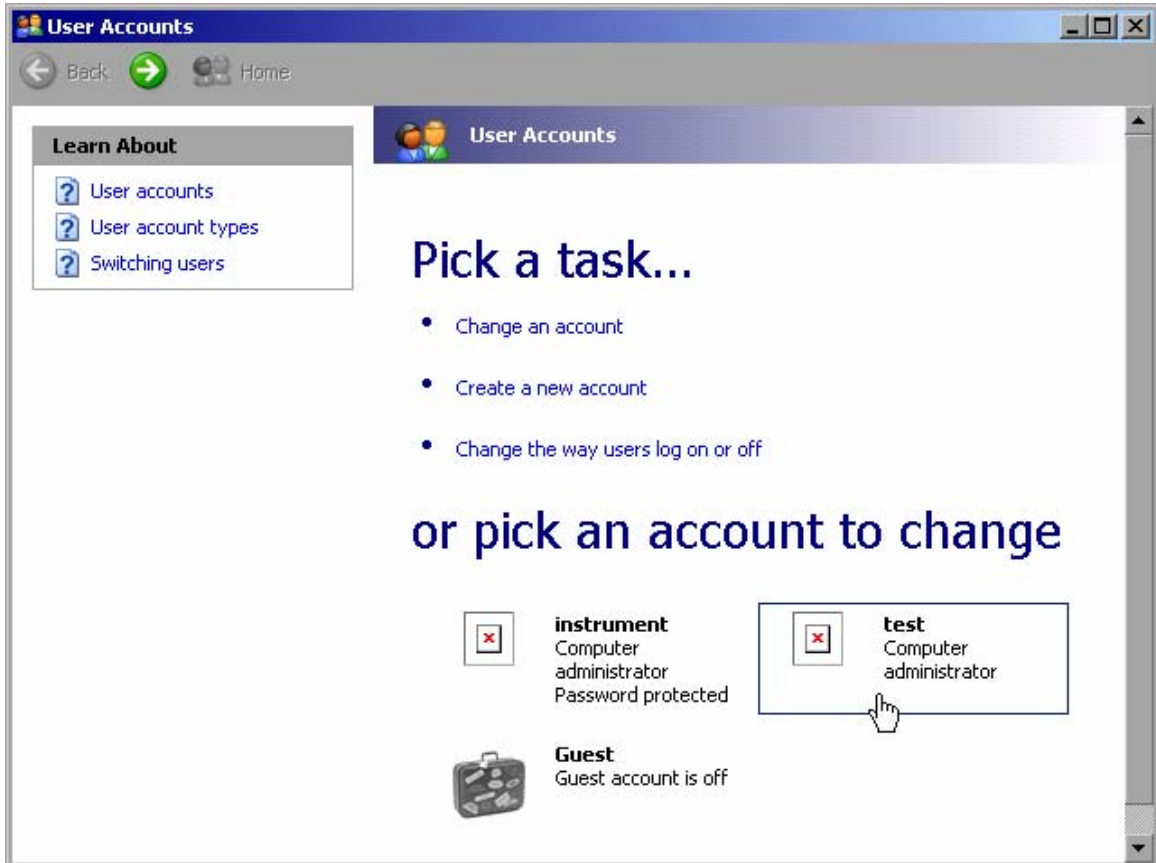 User Accounts
Back Home
Learn About
User accounts
User account types
Switching users
User Accounts
Pick a task...
Change an account
Create a new account
Change the way users log on or off
or pick an account to change
instrument
Computer
administrator
Password protected
test
Computer
administrator
Guest
Guest account is off